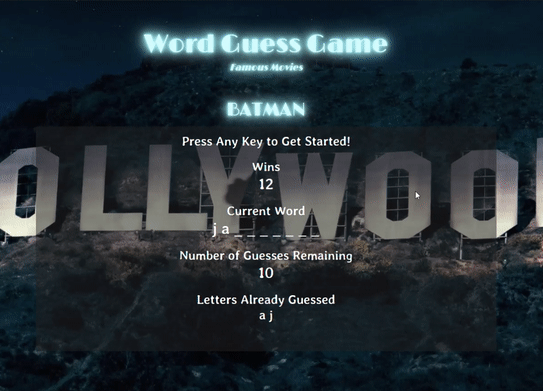 Word Guess Game
Famous Movies
BATMAN
Press Any Key to Get Started!
Wins
12
OLLYWOO
Current Word
j a _ _ _ _ _ _
Number of Guesses Remaining
10
Letters Already Guessed
a j